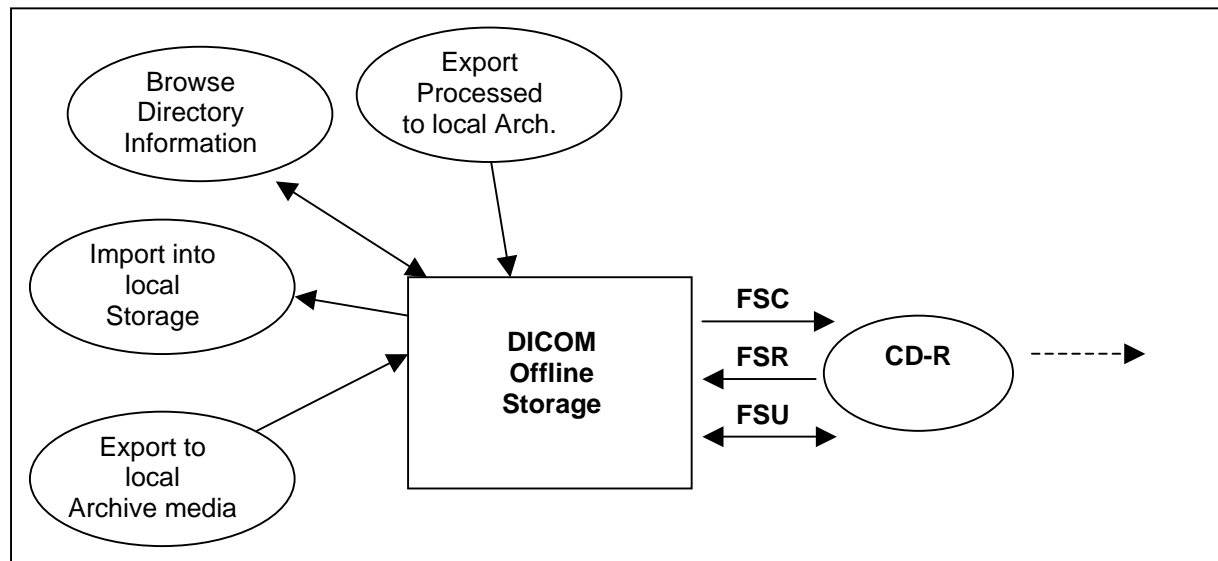 Browse
Directory
Information
Export
Processed
to local Arch.
Import into
local
Storage
Export to
local
Archive media
DICOM
Offline
Storage
FSC
FSR
FSU
CD-R